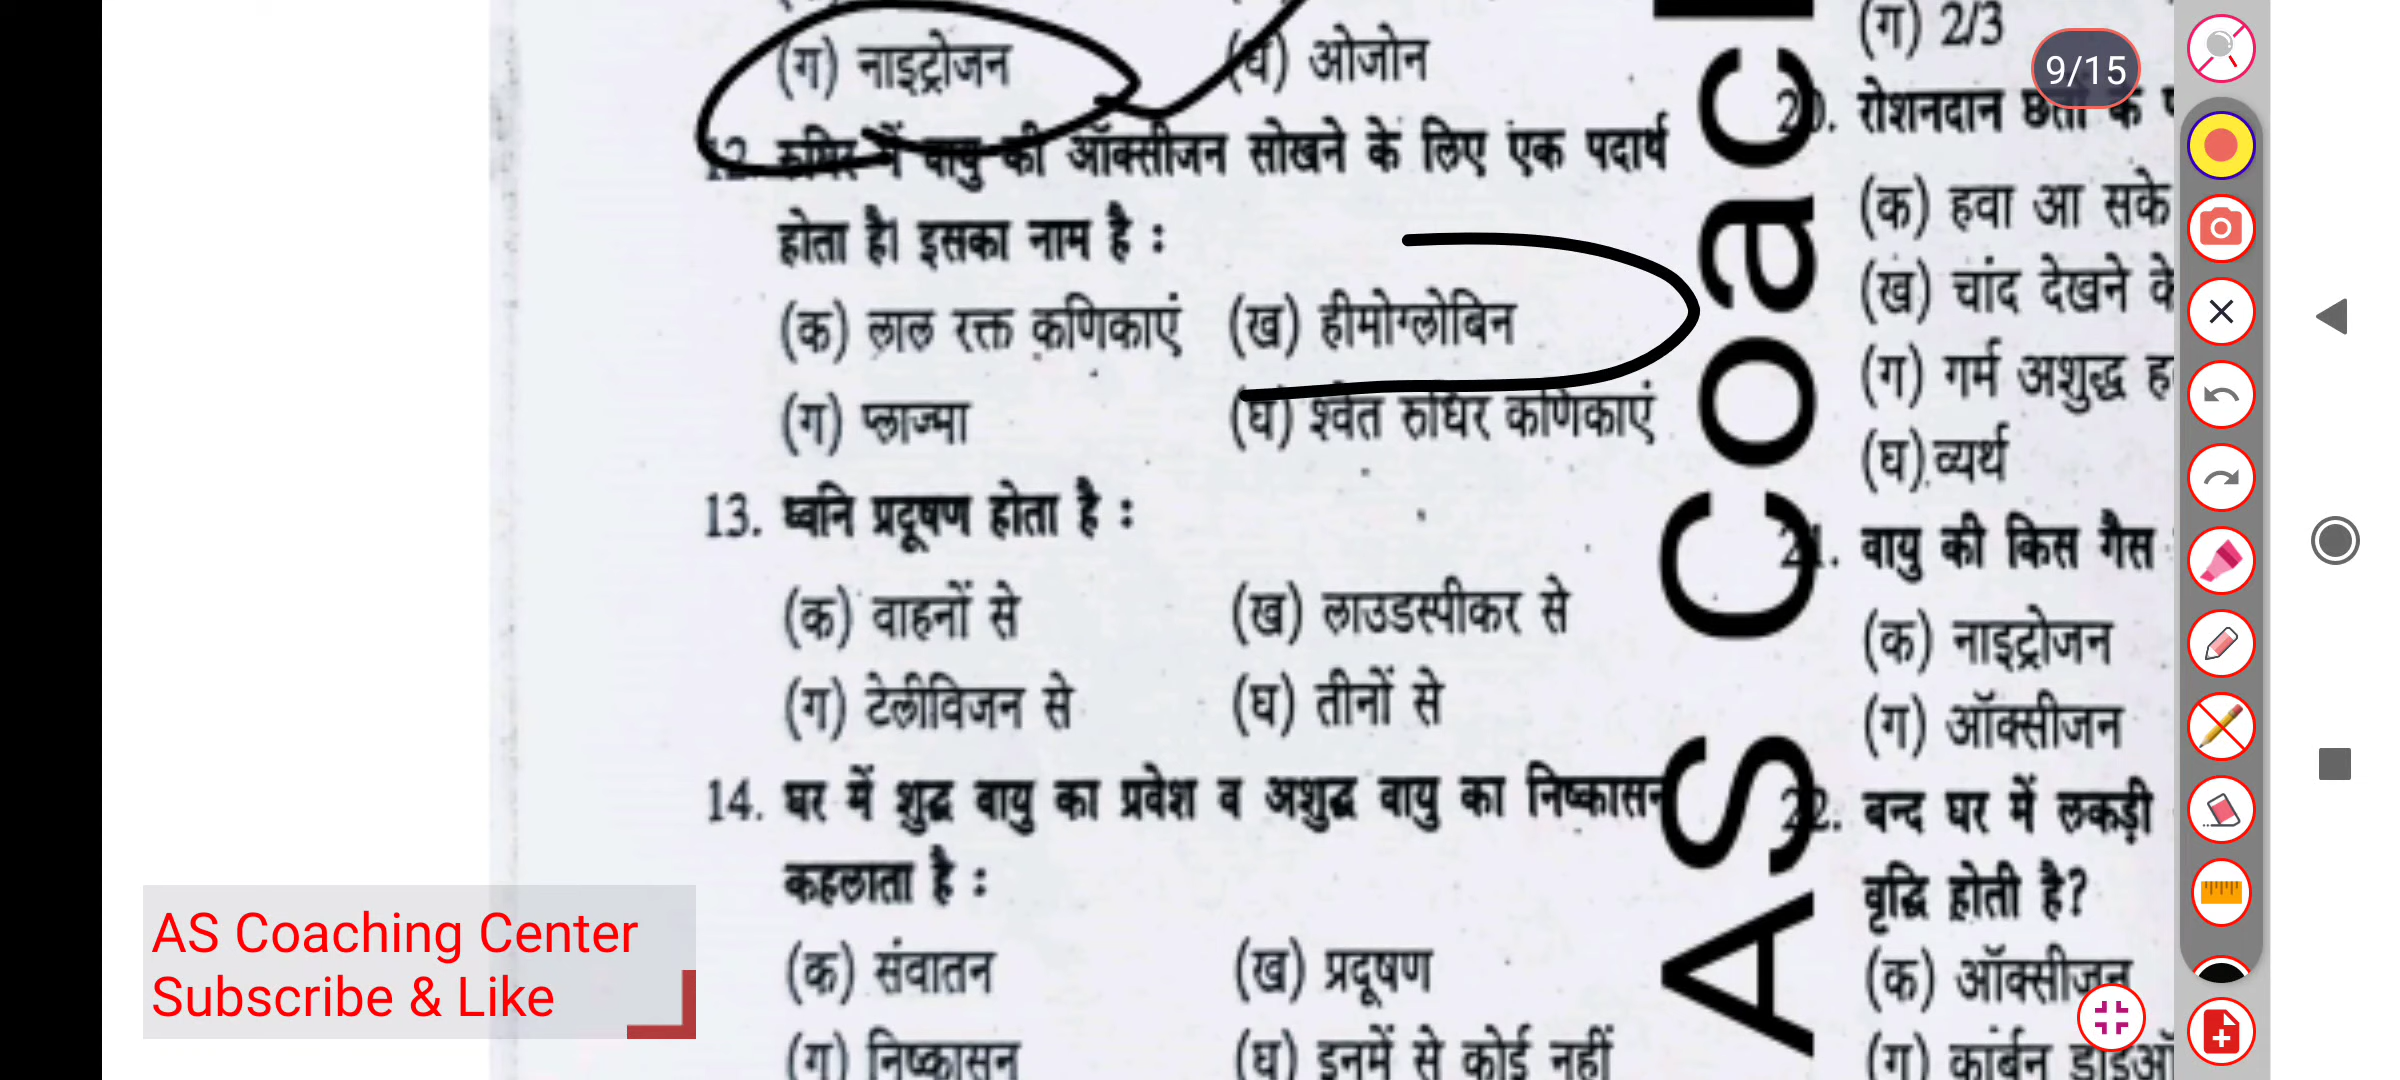 (ग) नाइट्रोजन (घ) ओजोन
12. रुधिर में वायु की ऑक्सीजन सोखने के लिए एक पदार्थ
होता है। इसका नाम है :
(क) लाल रक्त कणिकाएं (ख) हीमोग्लोबिन
(ग) प्लाज्मा (घ) श्वेत रुधिर कणिकाएं
13. ध्वनि प्रदूषण होता है :
(क) वाहनों से (ख) लाउडस्पीकर से
(ग) टेलीविजन से (घ) तीनों से
14. घर में शुद्ध वायु का प्रवेश व अशुद्ध वायु का निष्कासन
कहलाता है :
(क) संवातन (ख) प्रदूषण
(ग) निष्कासन (घ) इनमें से कोई नहीं
AS Coac
(ग) 2/3
20. रोशनदान छतों के
(क) हवा आ सके
(ख) चांद देखने के
(ग) गर्म अशुद्ध
(घ) व्यर्थ
21. वायु की किस गैस
(क) नाइट्रोजन
(ग) ऑक्सीजन
22. बन्द घर में लकड़ी
वृद्धि होती है?
(क) ऑक्सीजन
(ग) कार्बन
9/15
AS Coaching Center
Subscribe & Like